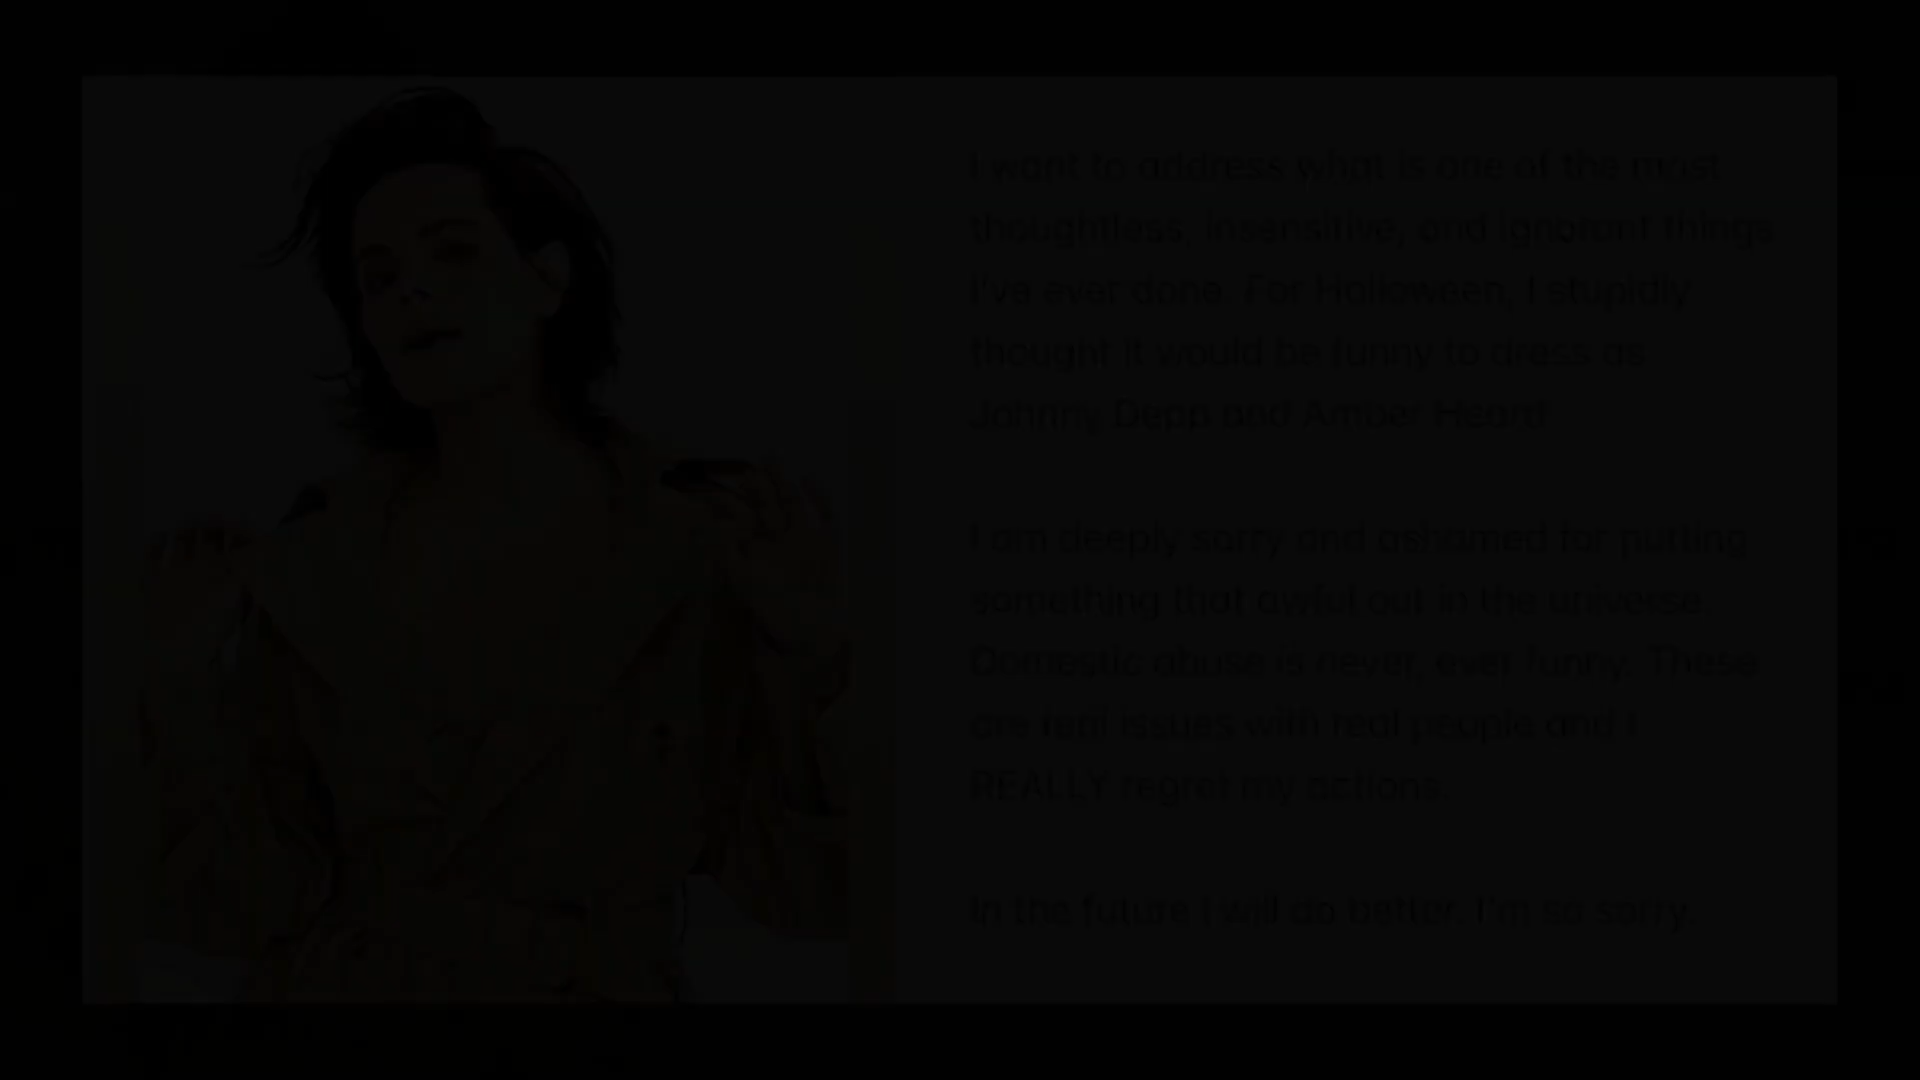 I want to address what is one of the most
thoughtless, insensitive, and ignorant things
I've ever done. For Halloween, I stupidly
thought it would be funny to dress as
Johnny Depp and Amber Heard.
I am deeply sorry and ashamed for putting
something that awful out in the universe.
Domestic abuse is never, ever funny. These
are real issues with real people and I
REALLY regret my actions.
In the future I will do better. I'm so sorry.